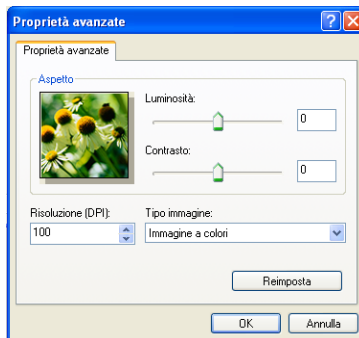 Proprietà avanzate
Proprietà avanzate
Aspetto
Luminosità:
0
Contrasto:
0
Risoluzione (DPI):
Tipo immagine:
100
Immagine a colori
Reimposta
OK
Annulla